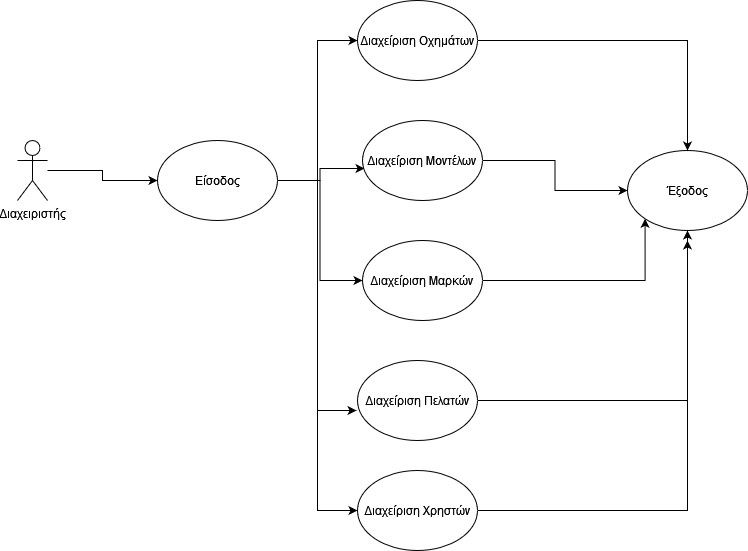 Διαχειριστής
Είσοδος
Διαχείριση Οχημάτων
Διαχείριση Μοντέλων
Διαχείριση Μαρκών
Διαχείριση Πελατών
Διαχείριση Χρηστών
Έξοδος